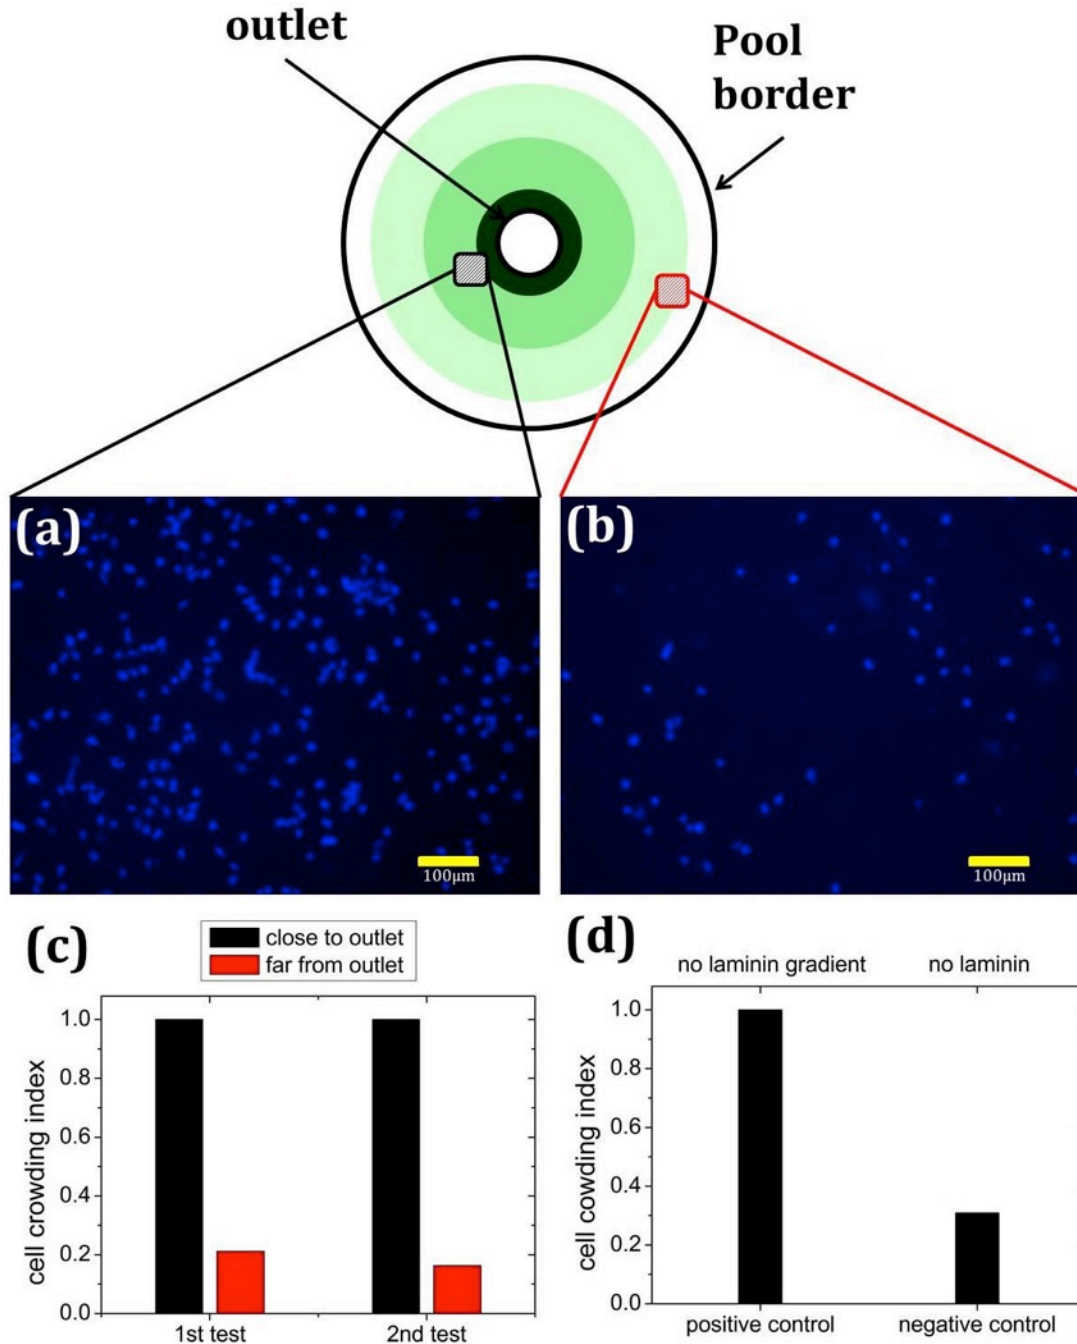 outlet
Pool
border
(a)
100μm
(b)
100μm
(c)
close to outlet
far from outlet
cell crowding index
1.0
0.8
0.6
0.4
0.2
0.0
1st test
2nd test
(d)
no laminin gradient
no laminin
cell cowding index
1.0
0.8
0.6
0.4
0.2
0.0
positive control
negative control